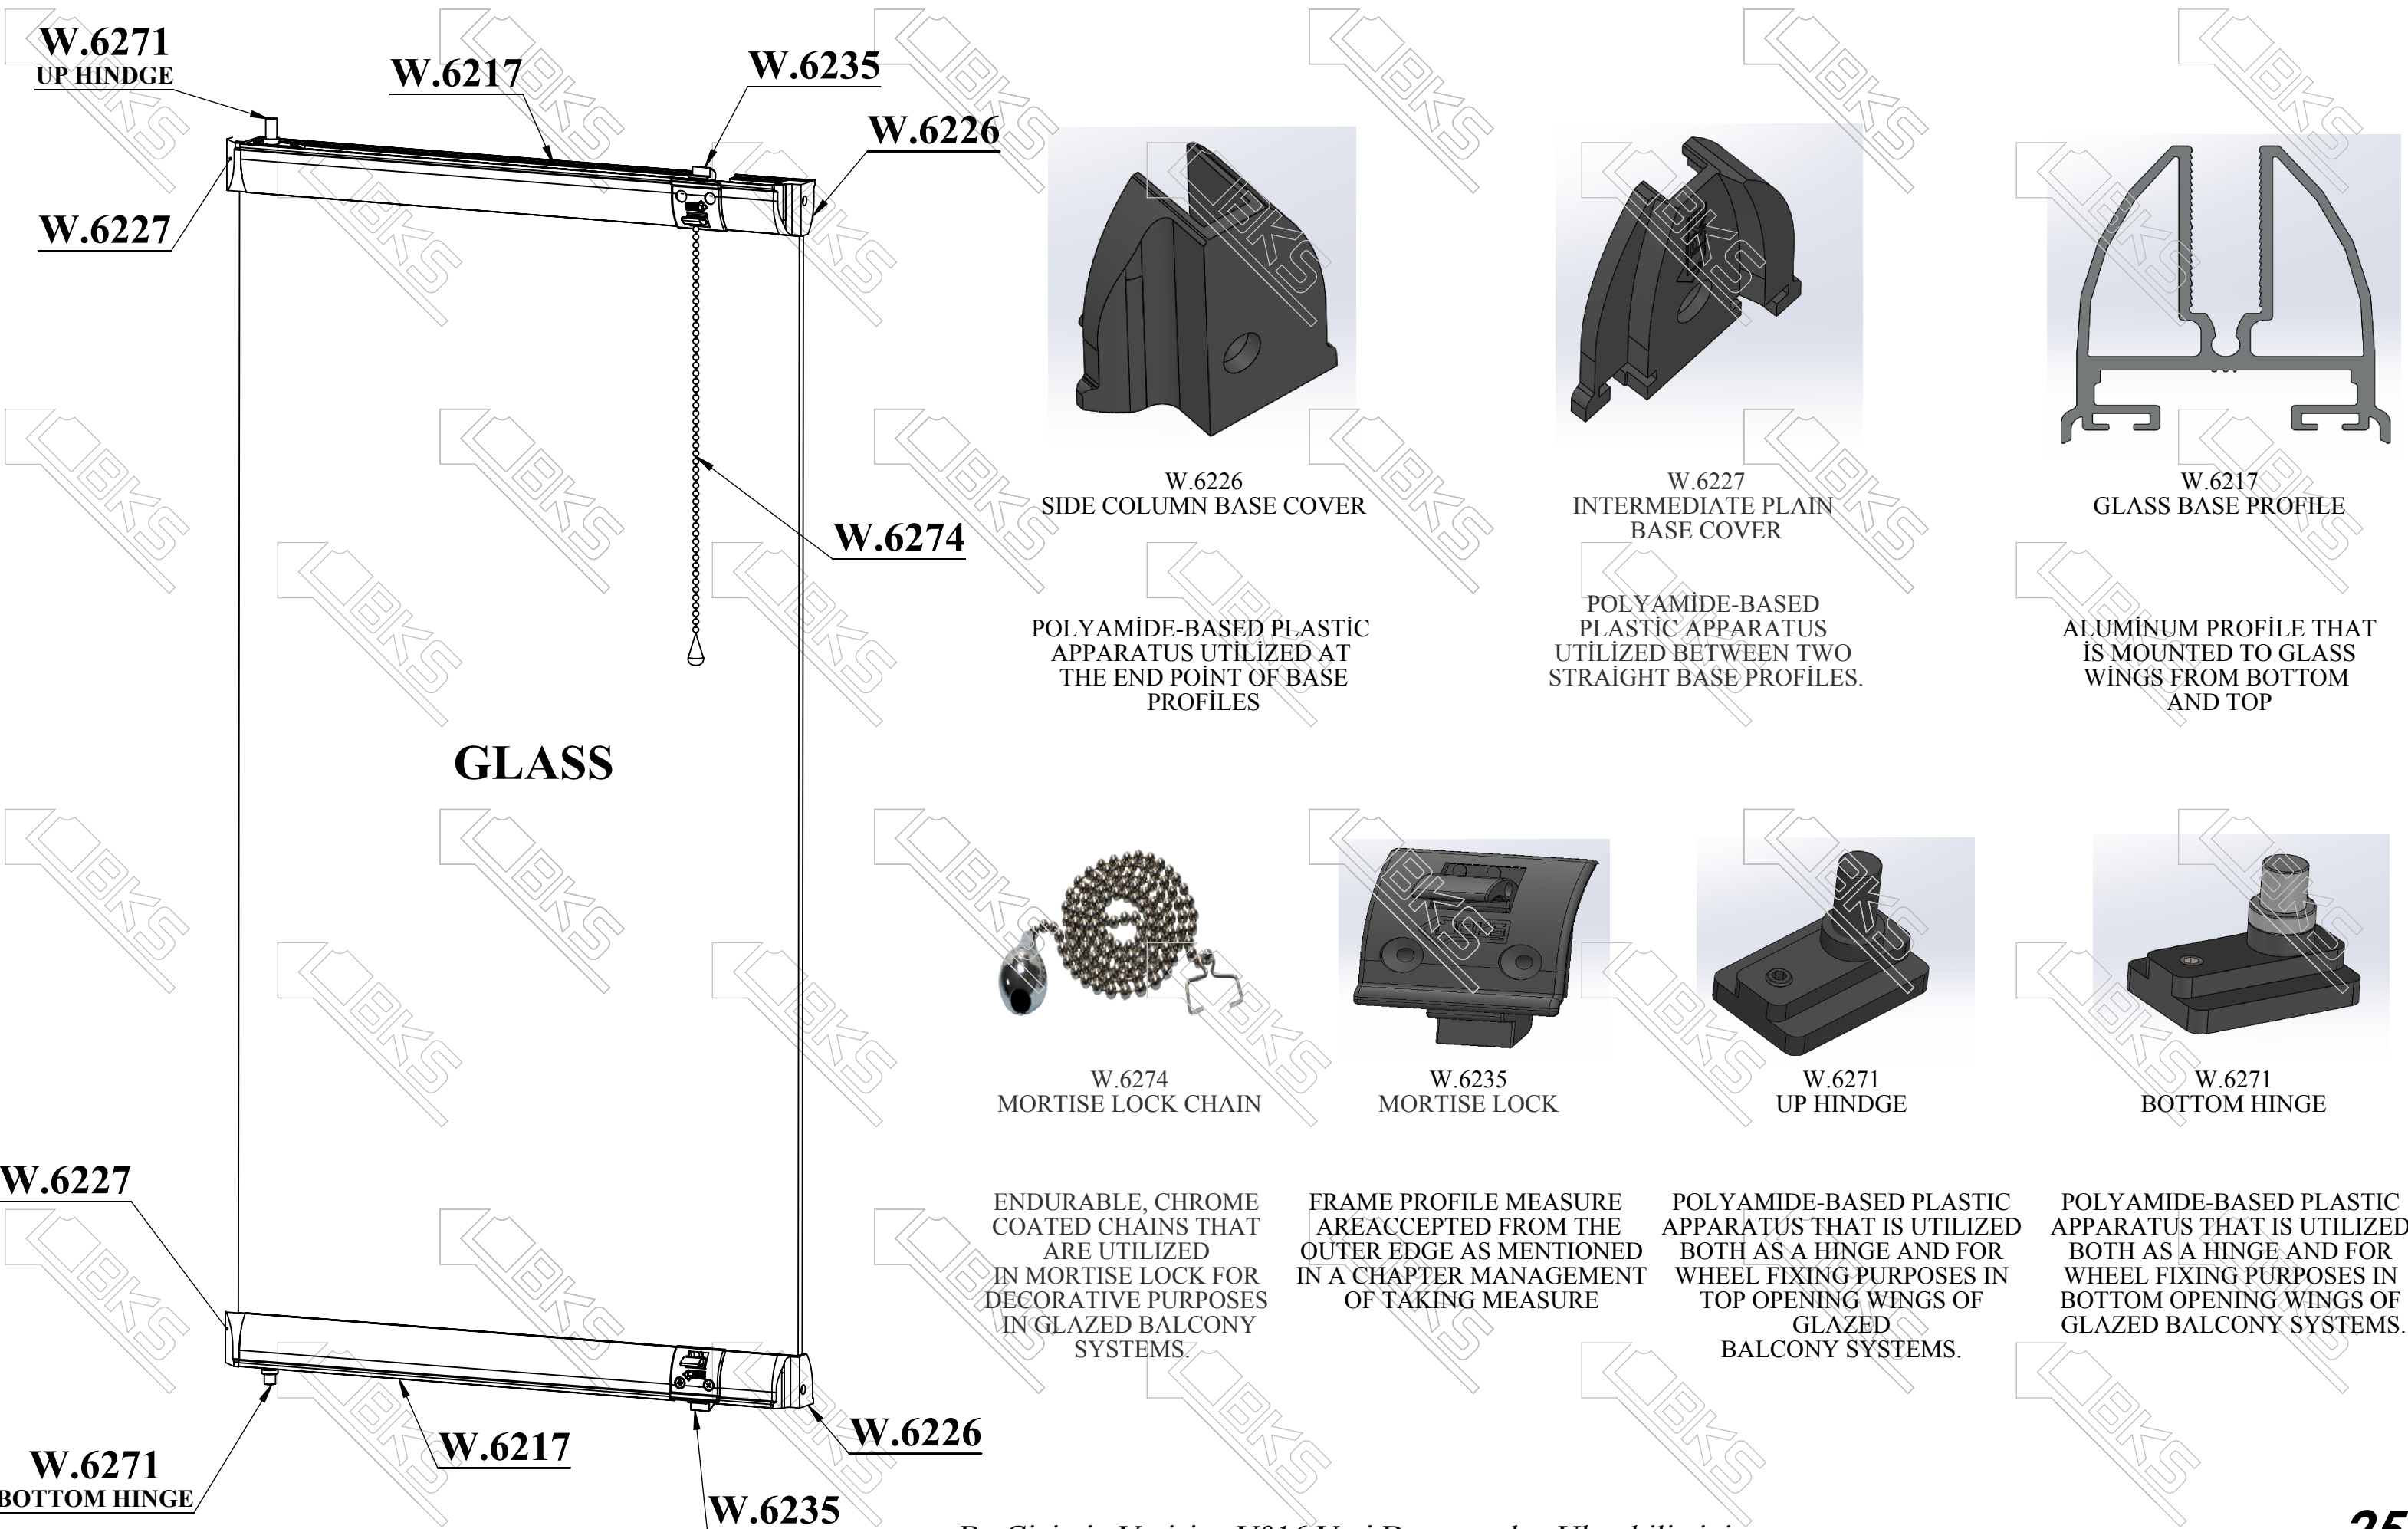 W.6271
UP HINDGE
W.6217
W.6235
W.6226
W.6227
W.6274
GLASS
W.6227
W.6271
BOTTOM HINGE
W.6217
W.6226
W.6235
W.6226
SIDE COLUMN BASE COVER
POLYAMİDE-BASED PLASTİC
APPARATUS UTİLİZED AT
THE END POİNT OF BASE
PROFİLES
W.6227
INTERMEDIATE PLAIN
BASE COVER
POLYAMİDE-BASED
PLASTİC APPARATUS
UTİLİZED BETWEEN TWO
STRAİGHT BASE PROFİLES.
W.6217
GLASS BASE PROFILE
ALUMİNUM PROFİLE THAT
İS MOUNTED TO GLASS
WİNGS FROM BOTTOM
AND TOP
W.6274
MORTISE LOCK CHAIN
ENDURABLE, CHROME
COATED CHAINS THAT
ARE UTILIZED
IN MORTISE LOCK FOR
DECORATIVE PURPOSES
IN GLAZED BALCONY
SYSTEMS.
W.6235
MORTISE LOCK
FRAME PROFILE MEASURE
AREACCEPTED FROM THE
OUTER EDGE AS MENTIONED
IN A CHAPTER MANAGEMENT
OF TAKING MEASURE
W.6271
UP HINDGE
POLYAMIDE-BASED PLASTIC
APPARATUS THAT IS UTILIZED
BOTH AS A HINGE AND FOR
WHEEL FIXING PURPOSES IN
TOP OPENING WINGS OF
GLAZED
BALCONY SYSTEMS.
W.6271
BOTTOM HINGE
POLYAMIDE-BASED PLASTIC
APPARATUS THAT IS UTILIZED
BOTH AS A HINGE AND FOR
WHEEL FIXING PURPOSES IN
BOTTOM OPENING WINGS OF
GLAZED BALCONY SYSTEMS.